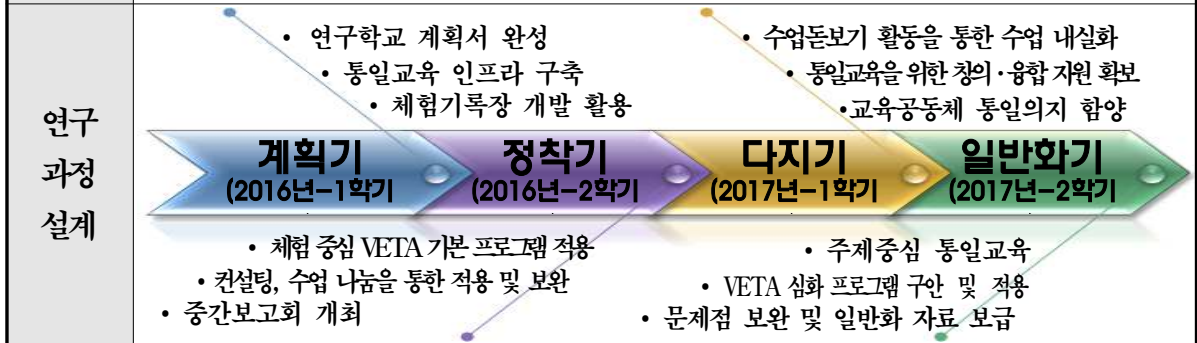 연구
과정
설계
• 연구학교 계획서 완성
• 통일교육 인프라 구축
• 체험기록장 개발 활용
• 수업돋보기 활동을 통한 수업 내실화
• 통일교육을 위한 창의·융합 자원 확보
•교육공동체 통일의지 함양
계획기
(2016년-1학기
정착기
(2016년-2학기
다지기
(2017년-1학기
일반화기
(2017년-2학기
• 체험 중심 VETA 기본 프로그램 적용
• 컨설팅, 수업 나눔을 통한 적용 및 보완
• 중간보고회 개최
• 주제중심 통일교육
• VETA 심화 프로그램 구안 및 적용
• 문제점 보완 및 일반화 자료 보급